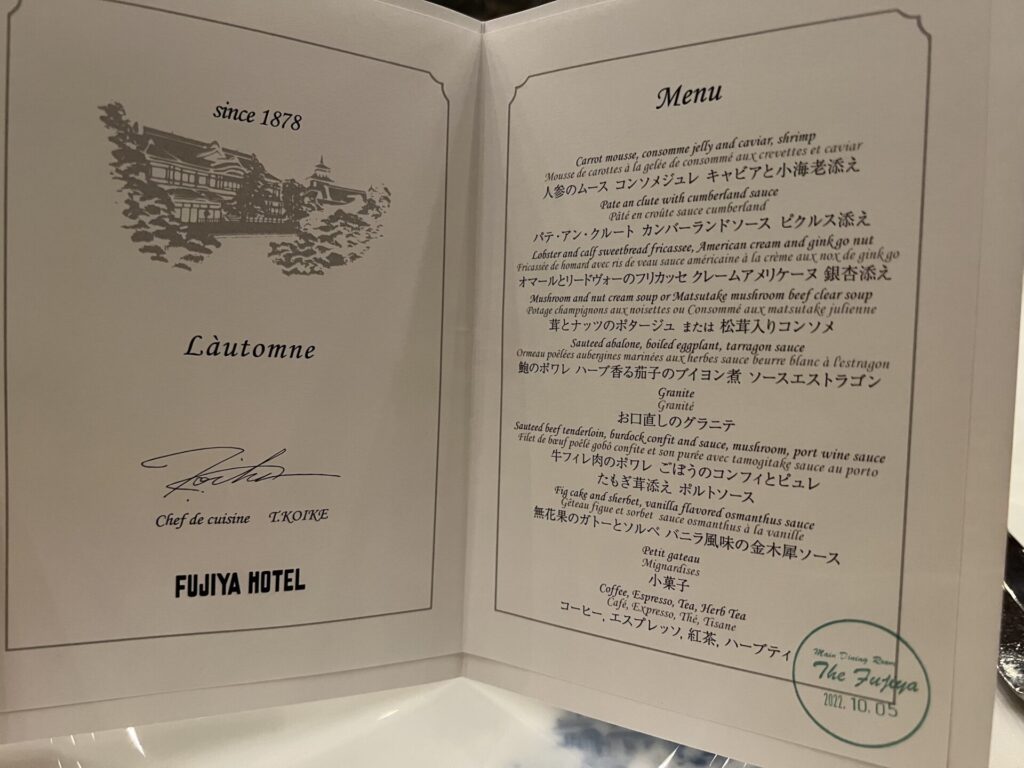 since 1878
Làutomne
Chef de cuisine T.KOIKE
FUJIYA HOTEL
Menu
Carrot mousse, consomme jelly and caviar, shrimp
Mousse de carottes à la gelée de consommé aux crevettes et caviar
人参のムース コンソメジュレ キャビアと小海老添え
Pate an clute with cumberland sauce
Pâté en croûte sauce cumberland
パテ・アン・クルート カンバーランドソース ピクルス添え
Lobster and calf sweetbread fricassee, American cream and ginkgo nut
Fricassée de homard avec ris de veau sauce américaine à la crème aux nox de ginkgo
オマールとリードヴォーのフリカッセ クレームアメリケーヌ 銀杏添え
Mushroom and nut cream soup or Matsutake mushroom beef clear soup
Potage champignons aux noisettes ou Consommé aux matsutake julienne
茸とナッツのポタージュ または 松茸入りコンソメ
Sauteed abalone, boiled eggplant, tarragon sauce
Ormeau poêlées aubergines marinées aux herbes sauce beurre blanc à l'estragon
鮑のポワレ ハーブ香る茄子のブイヨン煮 ソースエストラゴン
Granite
Granité
お口直しのグラニテ
Sauteed beef tenderloin, burdock confit and sauce, mushroom, port wine sauce
Filet de bœuf poêlé gobô confite et son purée avec tamogitake sauce au porto
牛フィレ肉のポワレ ごぼうのコンフィとピュレ
たもぎ茸添え ポルトソース
Fig cake and sherbet, vanilla flavored osmanthus sauce
Gêteau figue et sorbet sauce osmanthus à la vanille
無花果のガトーとソルベ バニラ風味の金木犀ソース
Petit gateau
Mignardises
小菓子
Coffee, Espresso, Tea, Herb Tea
Café, Expresso, Thé, Tisane
コーヒー, エスプレッソ, 紅茶, ハーブティ
Main Dining Room
The Fujiya
2022.10.05